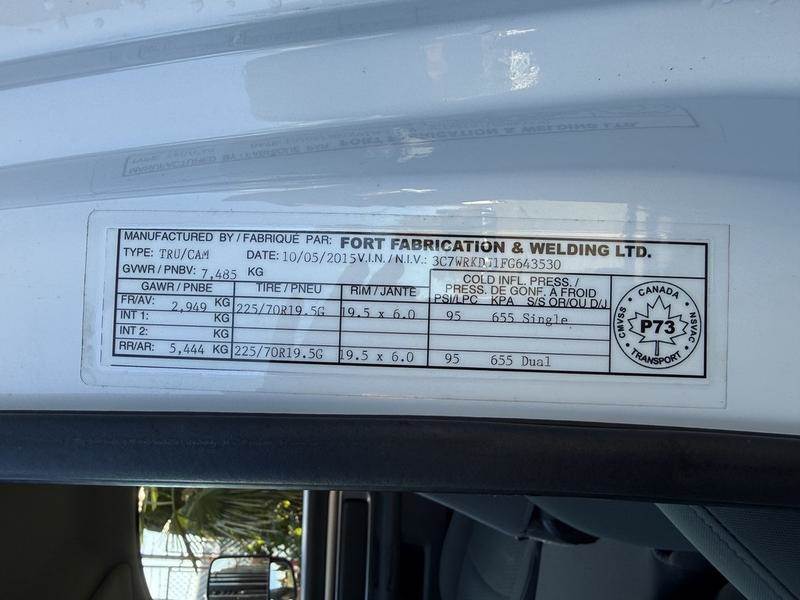 MANUFACTURED BY / FABRIQUÉ PAR: FORT FABRICATION & WELDING LTD.
TYPE: TRU/CAM DATE: 10/05/2015 V.I.N. / N.I.V.: 3C7WRKDJ1FG643530
GVWR / PNBV: 7,485 KG
GAWR / PNBE TIRE / PNEU RIM / JANTE COLD INFL. PRESS. / PRESS. DE GONF. À FROID
PSI/LPC KPA S/S OR/OU D/J
FR/AV: 2,949 KG 225/70R19.5G 19.5 x 6.0 95 655 Single
INT 1: KG
INT 2: KG
RR/AR: 5,444 KG 225/70R19.5G 19.5 x 6.0 95 655 Dual
CANADA
CMVSS P73 NSVAC
TRANSPORT